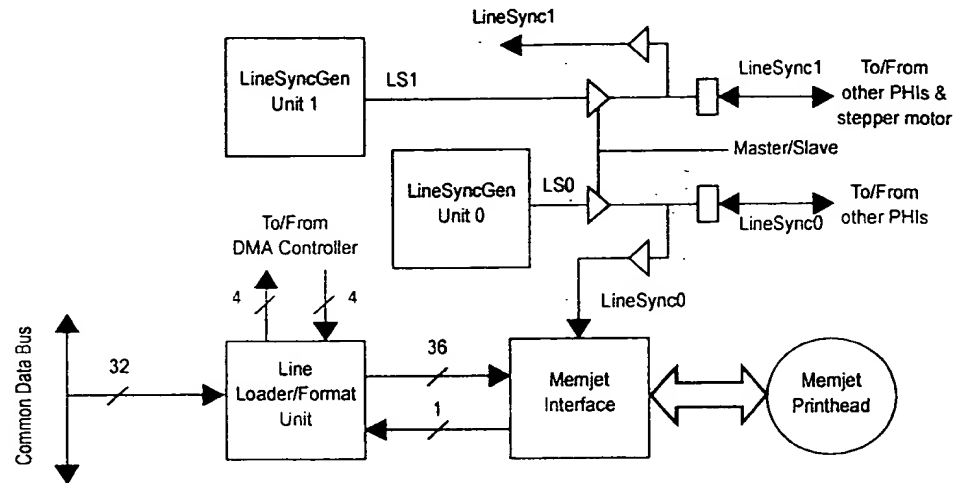 LineSync1
LineSyncGen
Unit 1
LS1
LineSync1
To/From
other PHIs &
stepper motor
Master/Slave
LineSyncGen
Unit 0
LS0
To/From
other PHIs
LineSync0
To/From
DMA Controller
4
4
LineSync0
Common Data Bus
32
Line
Loader/Format
Unit
36
1
Memjet
Interface
Memjet
Printhead